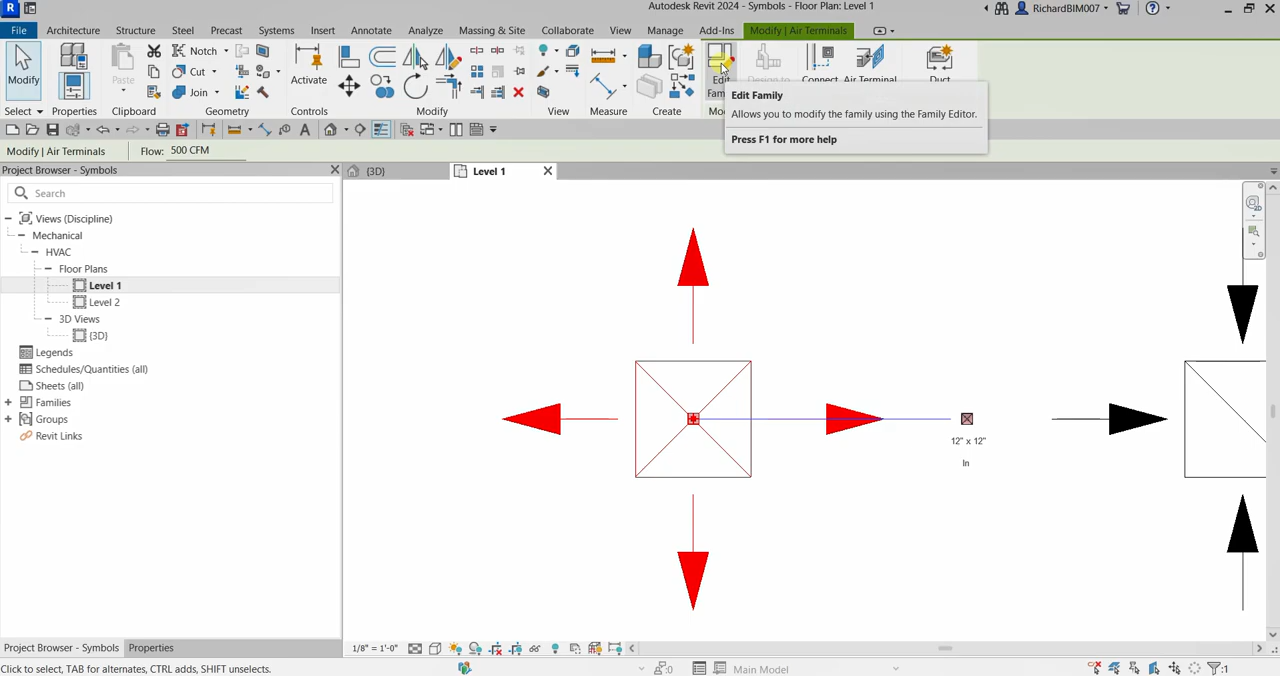 R
Autodesk Revit 2024 - Symbols - Floor Plan: Level 1
RichardBIM007
File Architecture Structure Steel Precast Systems Insert Annotate Analyze Massing & Site Collaborate View Manage Add-Ins Modify | Air Terminals
Modify Paste Notch Cut Join Activate Edit Duct
Select Properties Clipboard Geometry Controls Modify View Measure Create
Edit Family
Allows you to modify the family using the Family Editor.
Press F1 for more help
Modify | Air Terminals Flow: 500 CFM
Project Browser - Symbols
{3D} Level 1
Search
Views (Discipline)
Mechanical
HVAC
Floor Plans
Level 1
Level 2
3D Views
{3D}
Legends
Schedules/Quantities (all)
Sheets (all)
Families
Groups
Revit Links
12" x 12"
In
Project Browser - Symbols Properties
1/8" = 1'-0"
Click to select, TAB for alternates, CTRL adds, SHIFT unselects.
:0
Main Model
:1